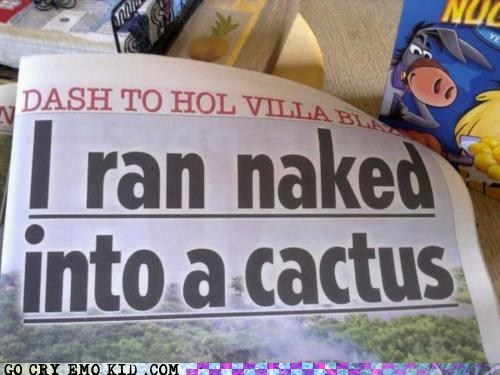 DASH TO HOL VILLA
I ran naked
into a cactus
GO CRY EMO KID .COM